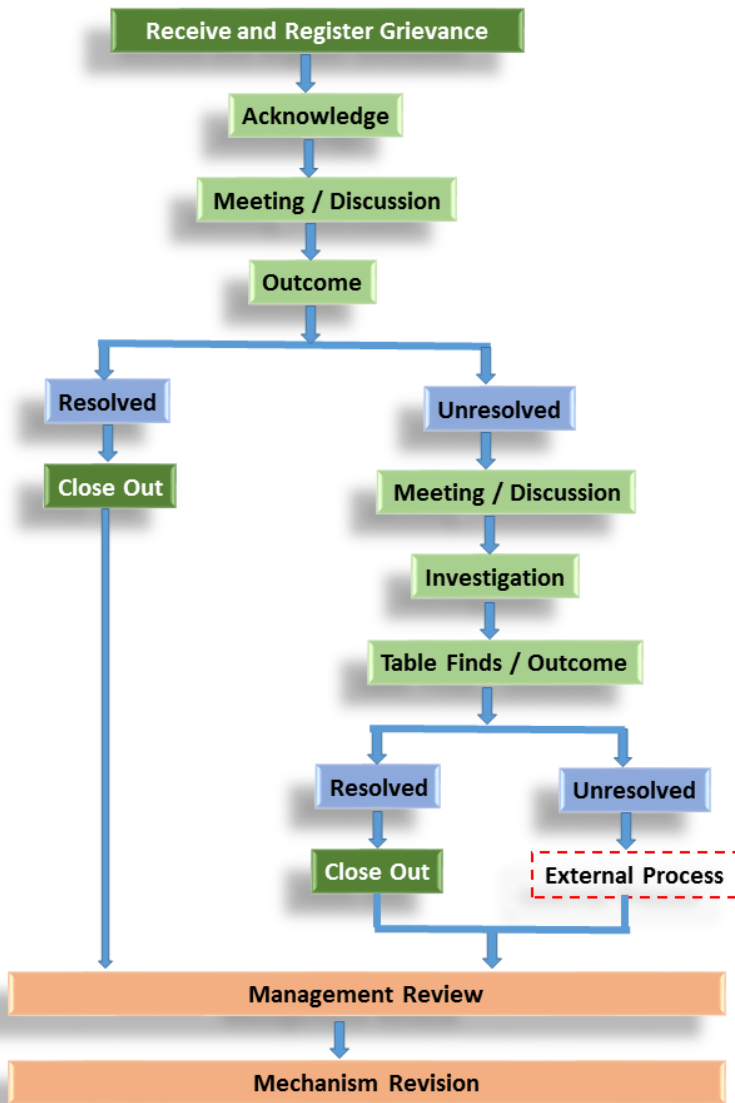 Receive and Register Grievance
Acknowledge
Meeting / Discussion
Outcome
Resolved
Unresolved
Close Out
Meeting / Discussion
Investigation
Table Finds / Outcome
Resolved
Unresolved
Close Out
External Process
Management Review
Mechanism Revision